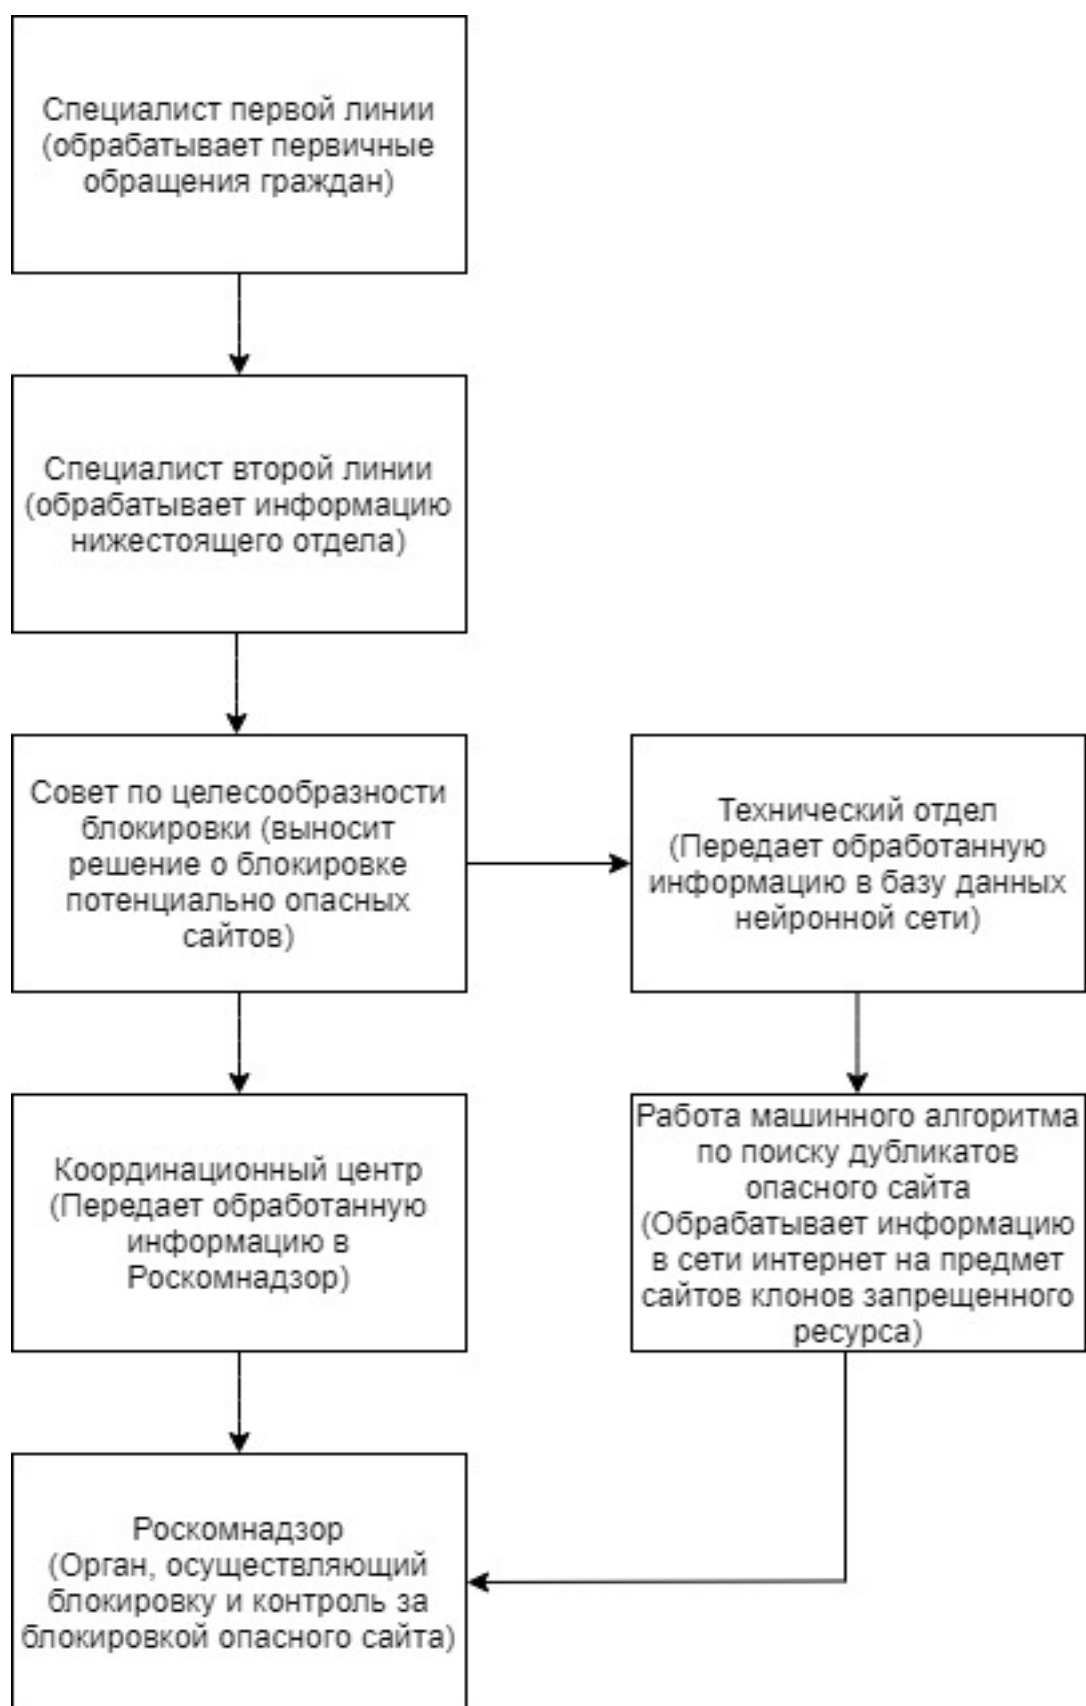 Специалист первой линии
(обрабатывает первичные
обращения граждан)
Специалист второй линии
(обрабатывает информацию
нижестоящего отдела)
Совет по целесообразности
блокировки (выносит
решение о блокировке
потенциально опасных
сайтов)
Технический отдел
(Передает обработанную
информацию в базу данных
нейронной сети)
Координационный центр
(Передает обработанную
информацию в
Роскомнадзор)
Работа машинного алгоритма
по поиску дубликатов
опасного сайта
(Обрабатывает информацию
в сети интернет на предмет
сайтов клонов запрещенного
ресурса)
Роскомнадзор
(Орган, осуществляющий
блокировку и контроль за
блокировкой опасного сайта)